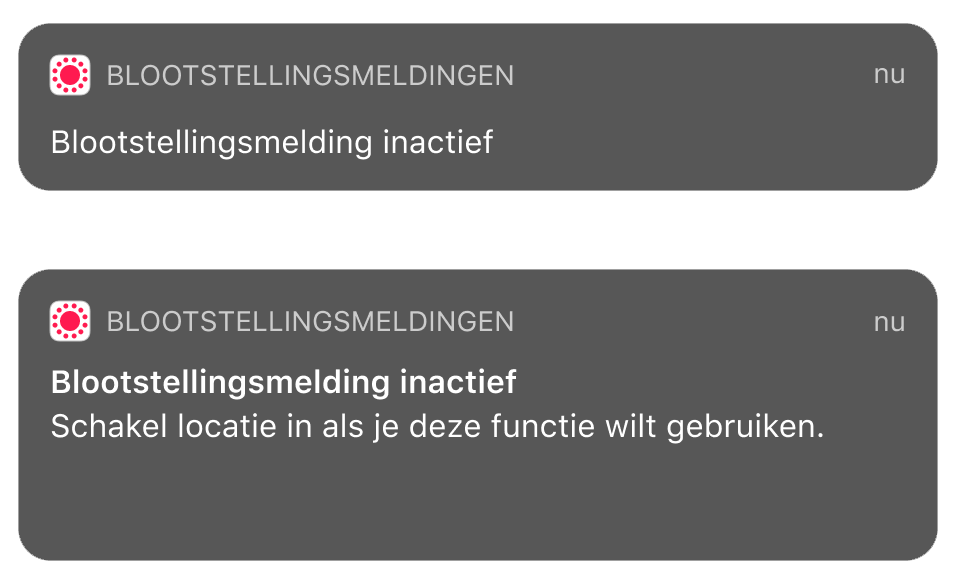 BLOOTSTELLINGSMELDINGEN nu
Blootstellingsmelding inactief
BLOOTSTELLINGSMELDINGEN nu
Blootstellingsmelding inactief
Schakel locatie in als je deze functie wilt gebruiken.